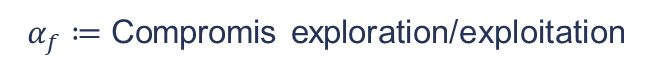 α_f := Compromis exploration/exploitation